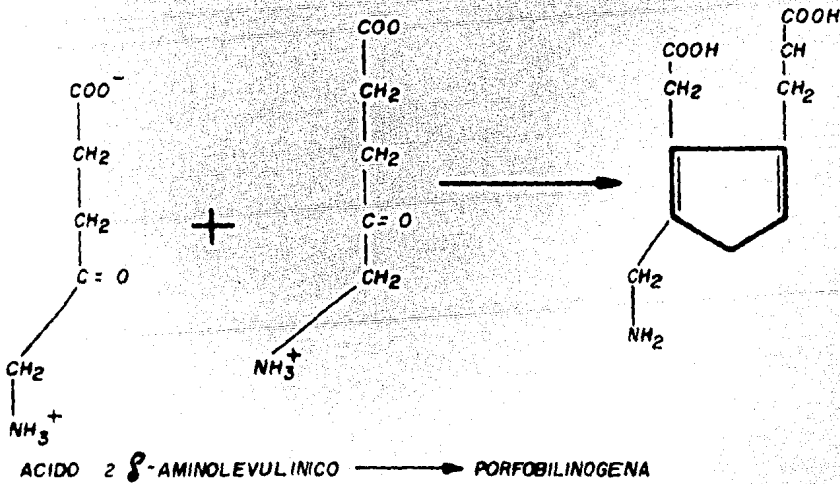 COO⁻
CH₂
CH₂
C=O
CH₂
NH₃⁺
+
COO
CH₂
CH₂
C=O
CH₂
NH₃⁺
COOH
CH₂
COOH
CH
CH₂
CH₂
NH₂
ACIDO 2 δ-AMINOLEVULINICO ⟶ PORFOBILINOGENA